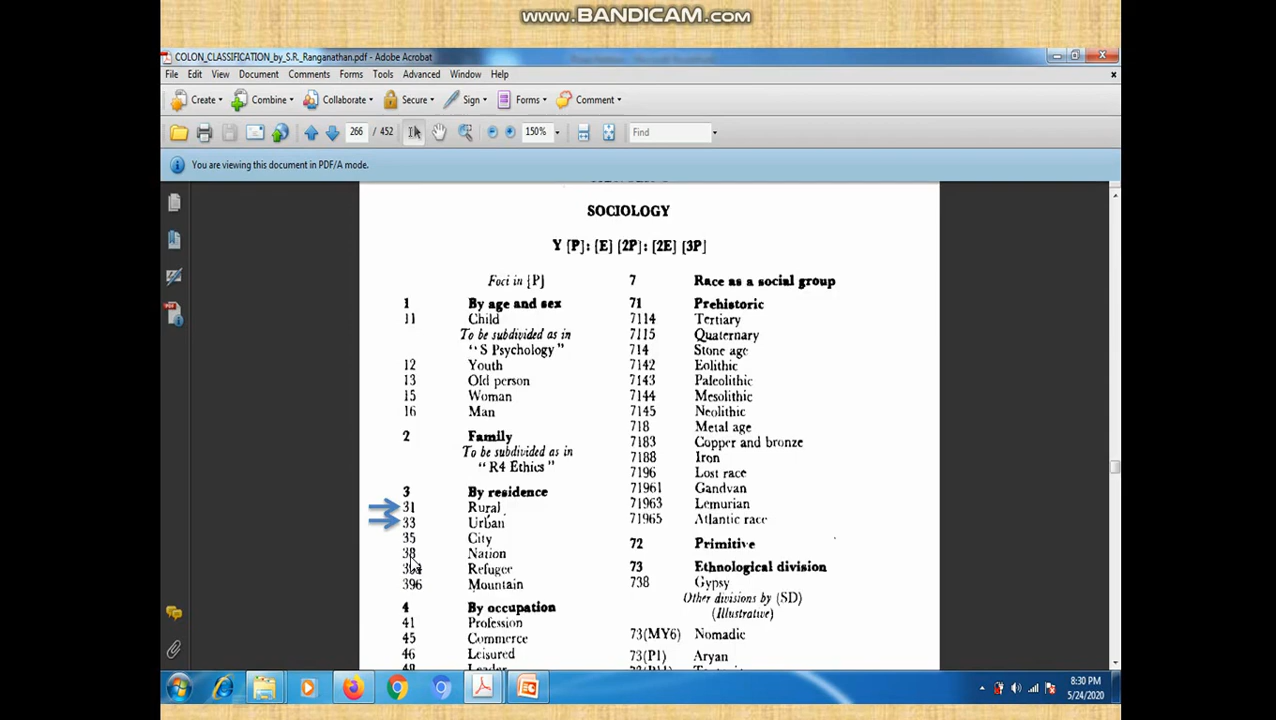 www.BANDICAM.com
COLON_CLASSIFICATION_by_S.R._Ranganathan.pdf - Adobe Acrobat
File Edit View Document Comments Forms Tools Advanced Window Help
Create Combine Collaborate Secure Sign Forms Comment
266 / 452 150% Find
You are viewing this document in PDF/A mode.
SOCIOLOGY
Y [P]: [E] [2P]: [2E] [3P]
Foci in [P]
1 By age and sex
11 Child
To be subdivided as in
"S Psychology"
12 Youth
13 Old person
15 Woman
16 Man
2 Family
To be subdivided as in
"R4 Ethics"
3 By residence
31 Rural
33 Urban
35 City
38 Nation
Refugee
396 Mountain
4 By occupation
41 Profession
45 Commerce
46 Leisured
48 Leader
7 Race as a social group
71 Prehistoric
7114 Tertiary
7115 Quaternary
714 Stone age
7142 Eolithic
7143 Paleolithic
7144 Mesolithic
7145 Neolithic
718 Metal age
7183 Copper and bronze
7188 Iron
7196 Lost race
71961 Gandvan
71963 Lemurian
71965 Atlantic race
72 Primitive
73 Ethnological division
738 Gypsy
Other divisions by (SD)
(Illustrative)
73(MY6) Nomadic
73(P1) Aryan
8:30 PM
5/24/2020